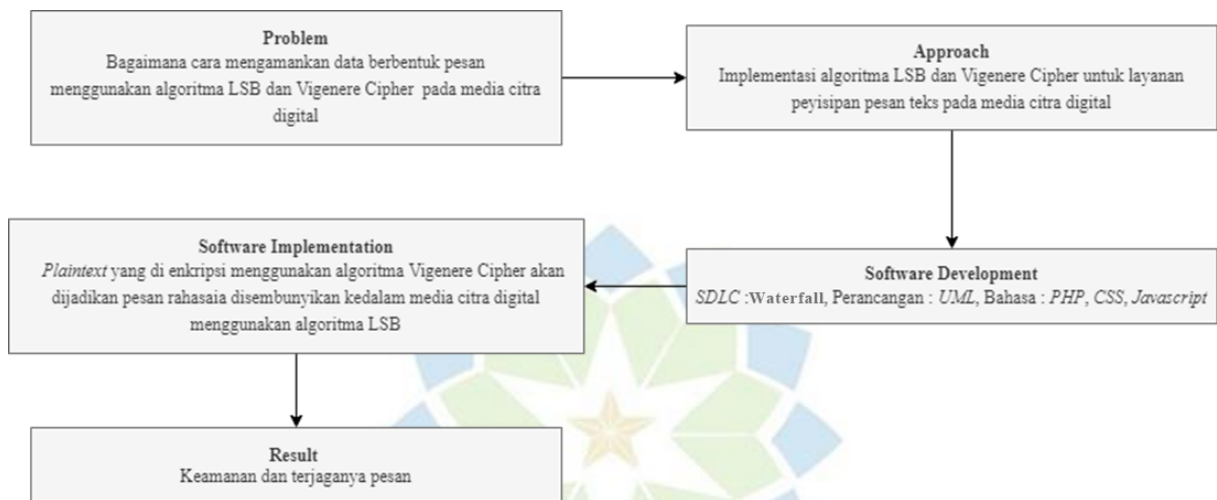 Problem
Bagaimana cara mengamankan data berbentuk pesan
menggunakan algoritma LSB dan Vigenere Cipher pada media citra
digital
Approach
Implementasi algoritma LSB dan Vigenere Cipher untuk layanan
peyisipan pesan teks pada media citra digital
Software Development
SDLC :Waterfall, Perancangan : UML, Bahasa : PHP, CSS, Javascript
Software Implementation
Plaintext yang di enkripsi menggunakan algoritma Vigenere Cipher akan
dijadikan pesan rahasaia disembunyikan kedalam media citra digital
menggunakan algoritma LSB
Result
Keamanan dan terjaganya pesan